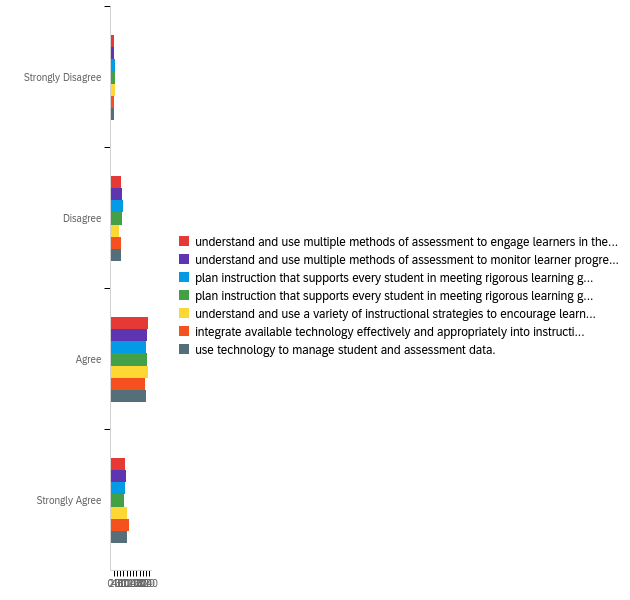 Strongly Disagree
Disagree
Agree
Strongly Agree
understand and use multiple methods of assessment to engage learners in the...
understand and use multiple methods of assessment to monitor learner progre...
plan instruction that supports every student in meeting rigorous learning g...
plan instruction that supports every student in meeting rigorous learning g...
understand and use a variety of instructional strategies to encourage learn...
integrate available technology effectively and appropriately into instructi...
use technology to manage student and assessment data.